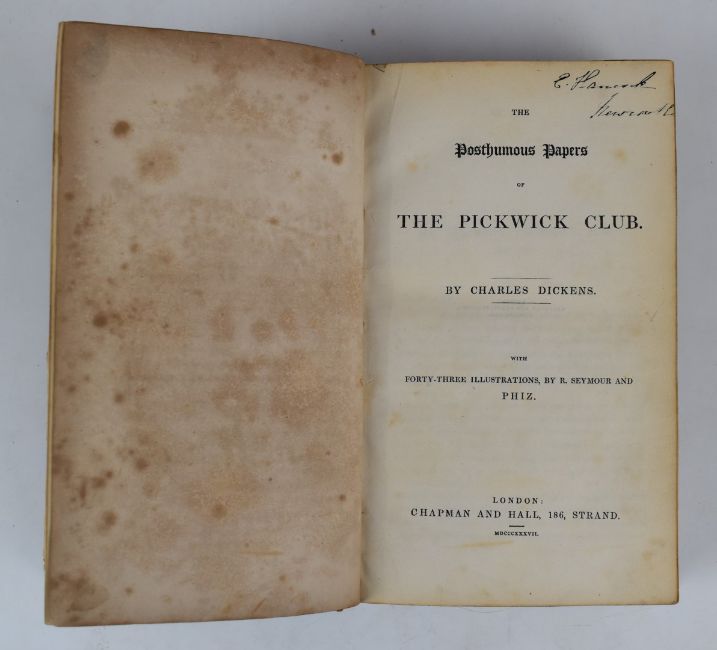 E. Hancock
THE
Posthumous Papers
OF
THE PICKWICK CLUB.
BY CHARLES DICKENS.
WITH
FORTY-THREE ILLUSTRATIONS, BY R. SEYMOUR AND
PHIZ.
LONDON:
CHAPMAN AND HALL, 186, STRAND.
MDCCCXXXVII.